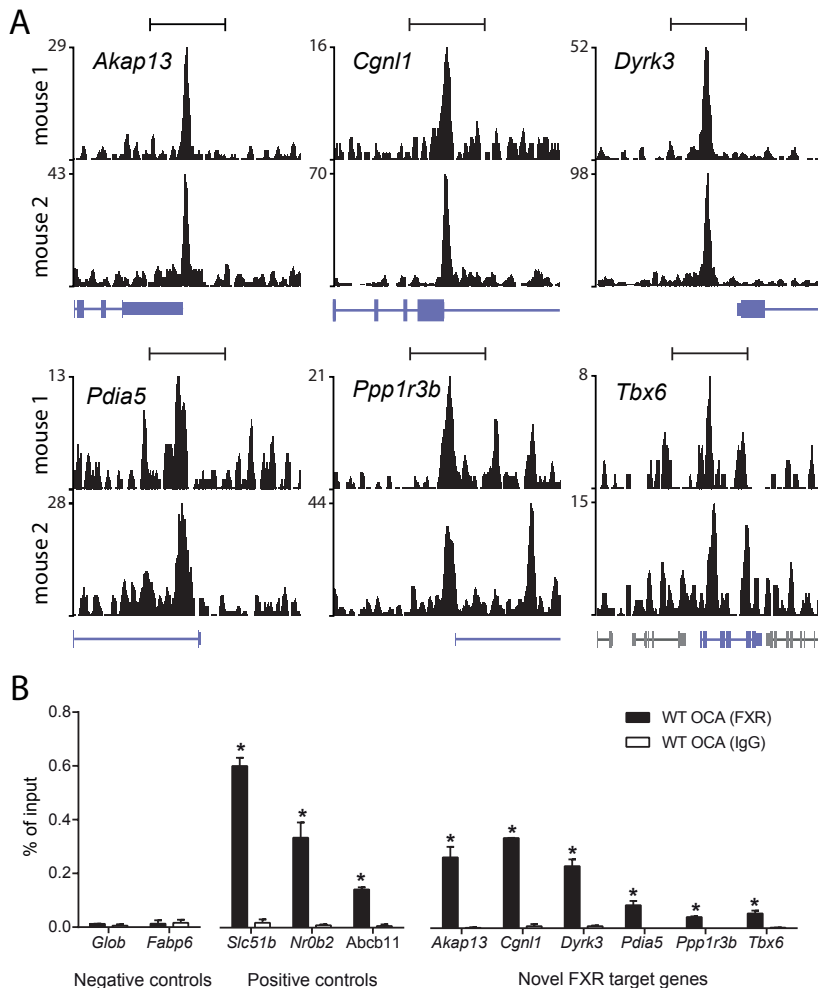 A
Akap13
Cgnl1
Dyrk3
mouse 1
29
16
52
mouse 2
43
70
98
Pdia5
Ppp1r3b
Tbx6
mouse 1
13
21
8
mouse 2
28
44
15
B
WT OCA (FXR)
WT OCA (IgG)
% of input
0.8
0.6
0.4
0.2
0.0
* * * * * * * * *
Glob Fabp6 Slc51b Nr0b2 Abcb11 Akap13 Cgnl1 Dyrk3 Pdia5 Ppp1r3b Tbx6
Negative controls Positive controls Novel FXR target genes